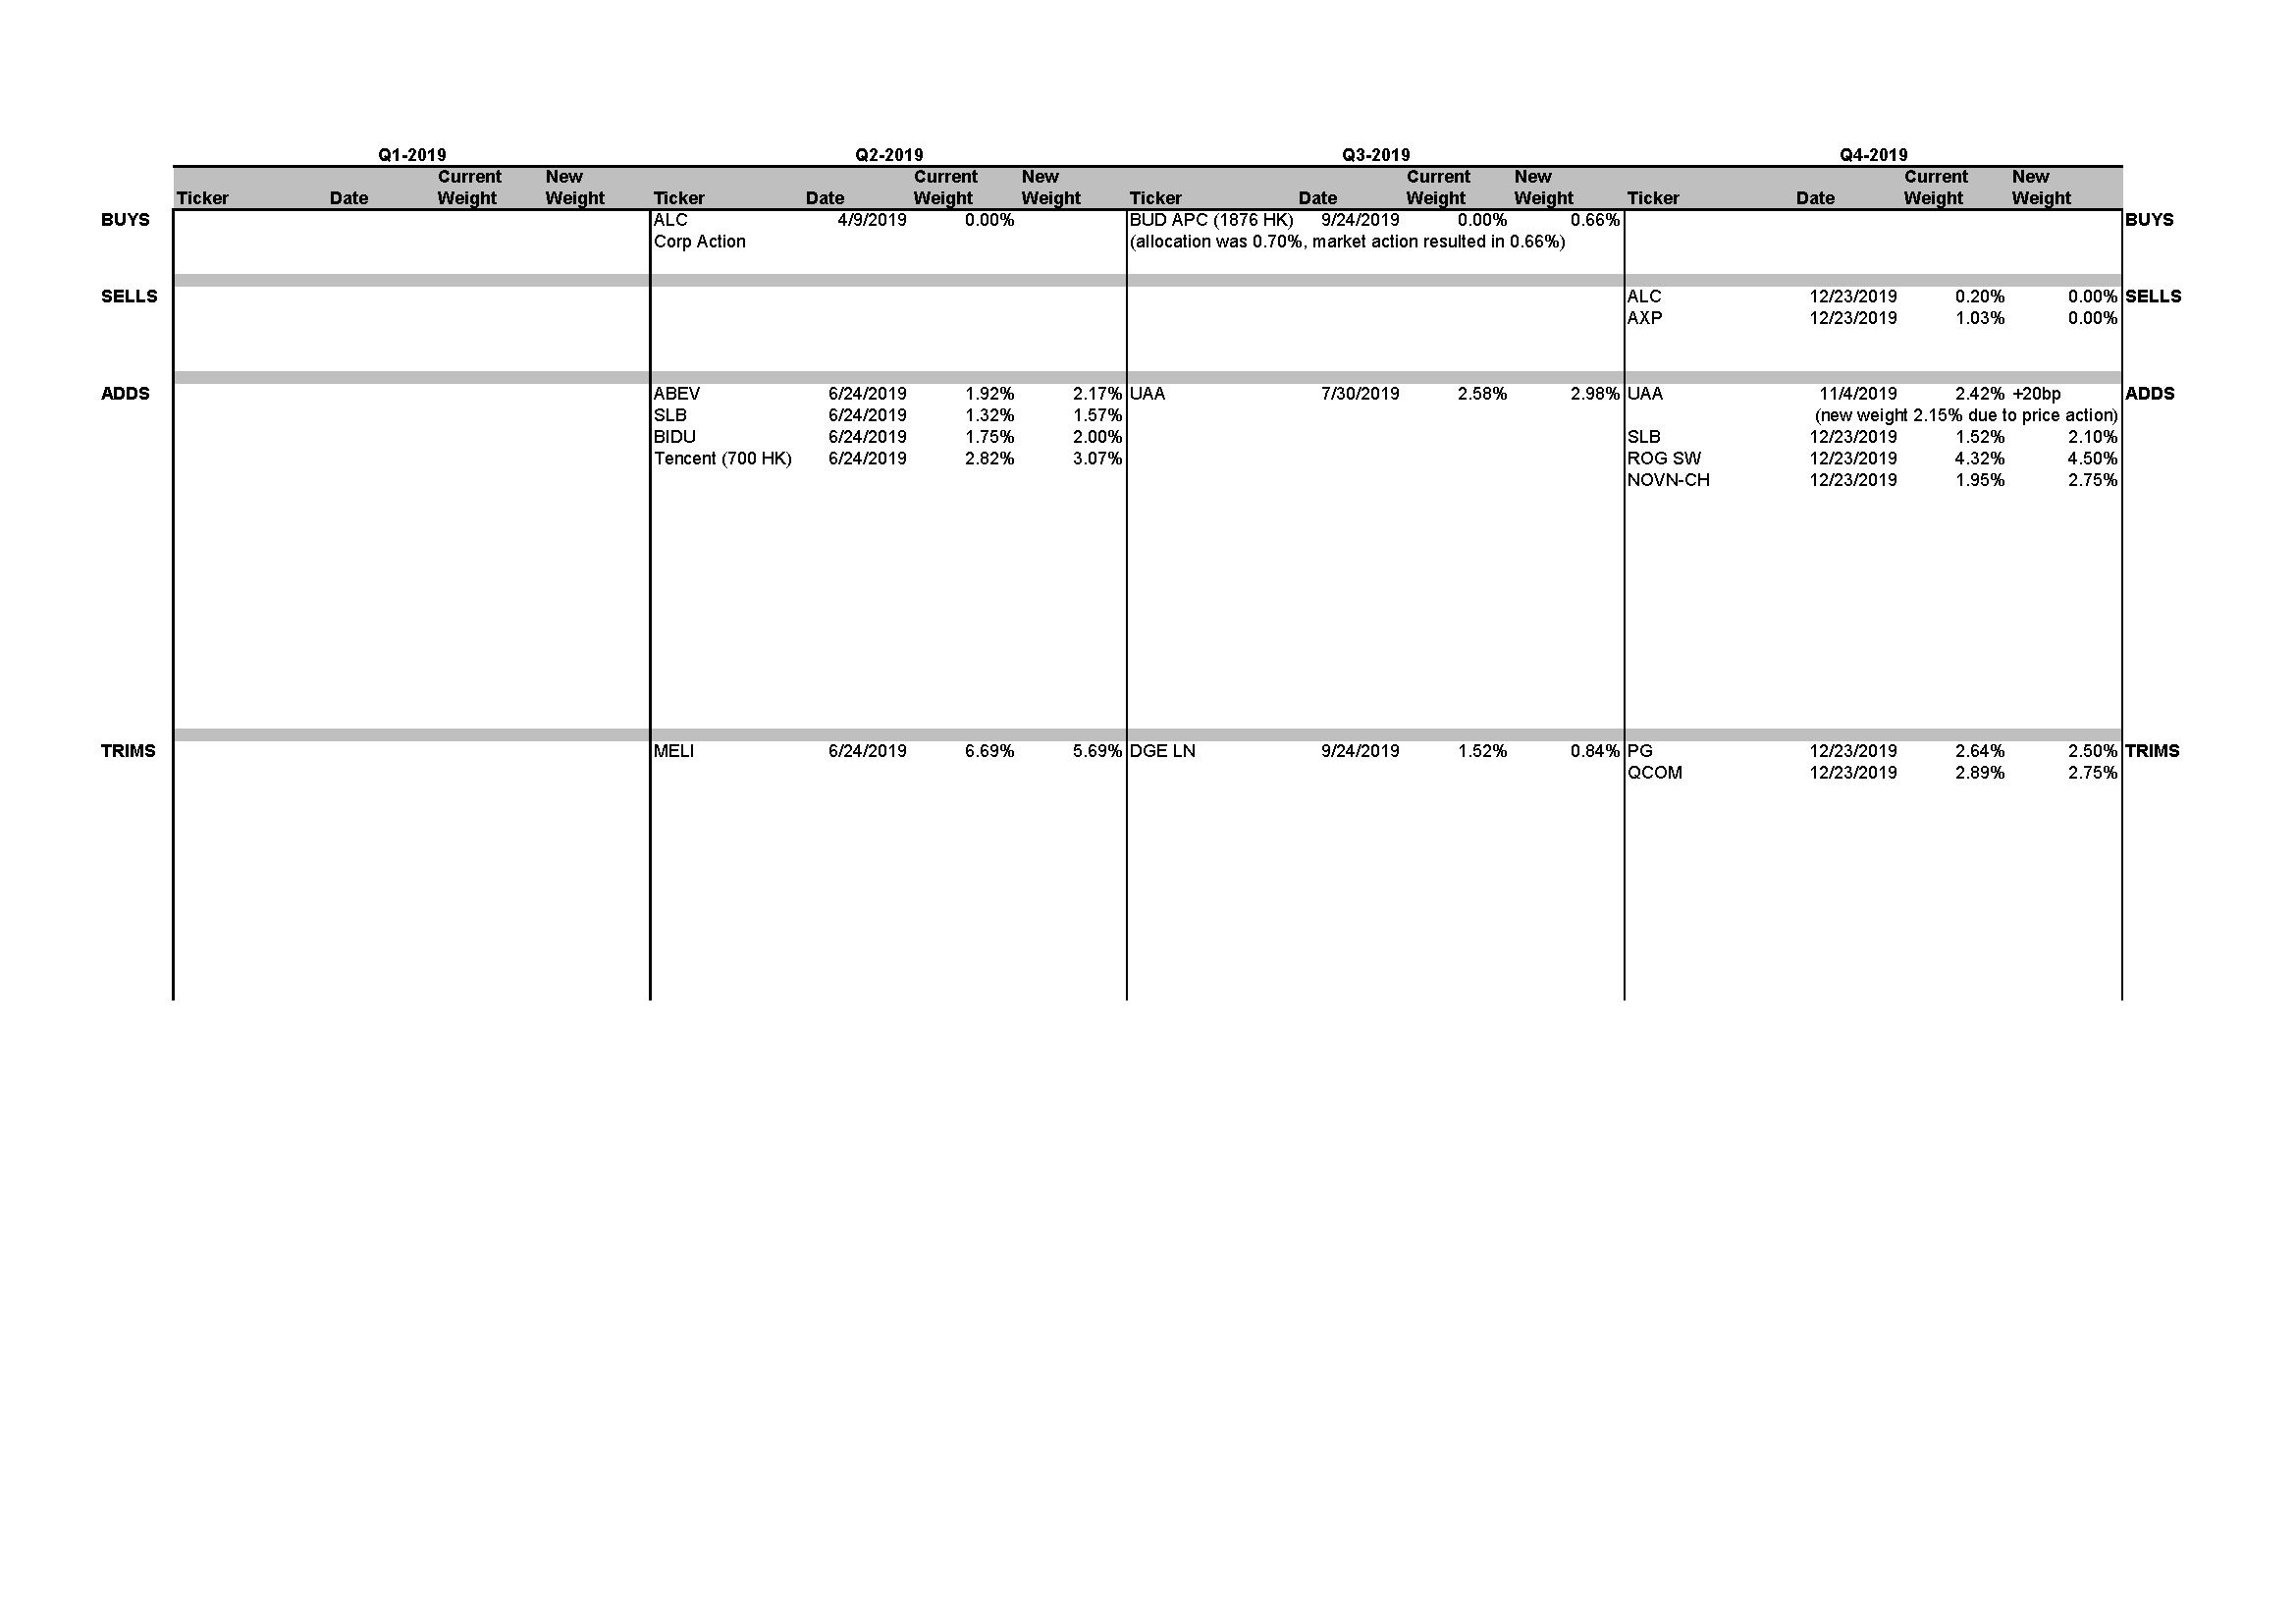 Q1-2019 Q2-2019 Q3-2019 Q4-2019
Current New Current New Current New Current New
Ticker Date Weight Weight Ticker Date Weight Weight Ticker Date Weight Weight Ticker Date Weight Weight
BUYS ALC 4/9/2019 0.00% BUD APC (1876 HK) 9/24/2019 0.00% 0.66% BUYS
Corp Action (allocation was 0.70%, market action resulted in 0.66%)
SELLS ALC 12/23/2019 0.20% 0.00% SELLS
AXP 12/23/2019 1.03% 0.00%
ADDS ABEV 6/24/2019 1.92% 2.17% UAA 7/30/2019 2.58% 2.98% UAA 11/4/2019 2.42% +20bp ADDS
SLB 6/24/2019 1.32% 1.57% (new weight 2.15% due to price action)
BIDU 6/24/2019 1.75% 2.00% SLB 12/23/2019 1.52% 2.10%
Tencent (700 HK) 6/24/2019 2.82% 3.07% ROG SW 12/23/2019 4.32% 4.50%
NOVN-CH 12/23/2019 1.95% 2.75%
TRIMS MELI 6/24/2019 6.69% 5.69% DGE LN 9/24/2019 1.52% 0.84% PG 12/23/2019 2.64% 2.50% TRIMS
QCOM 12/23/2019 2.89% 2.75%